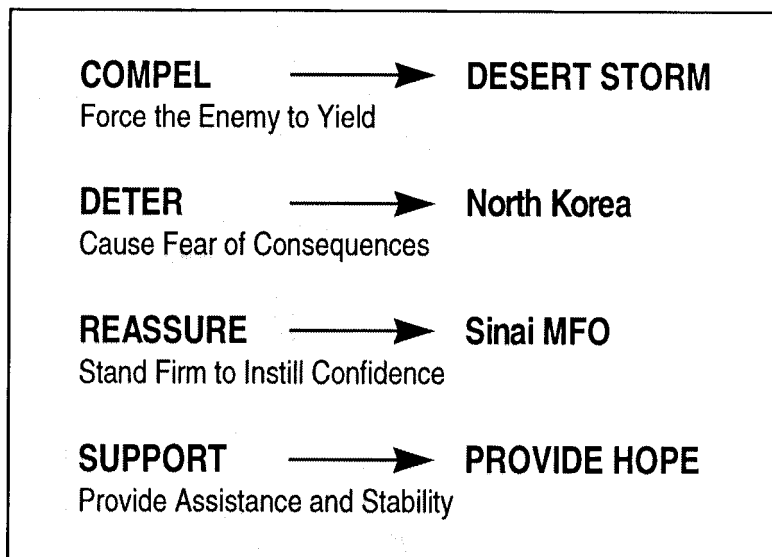 COMPEL DESERT STORM
Force the Enemy to Yield
DETER North Korea
Cause Fear of Consequences
REASSURE Sinai MFO
Stand Firm to Instill Confidence
SUPPORT PROVIDE HOPE
Provide Assistance and Stability